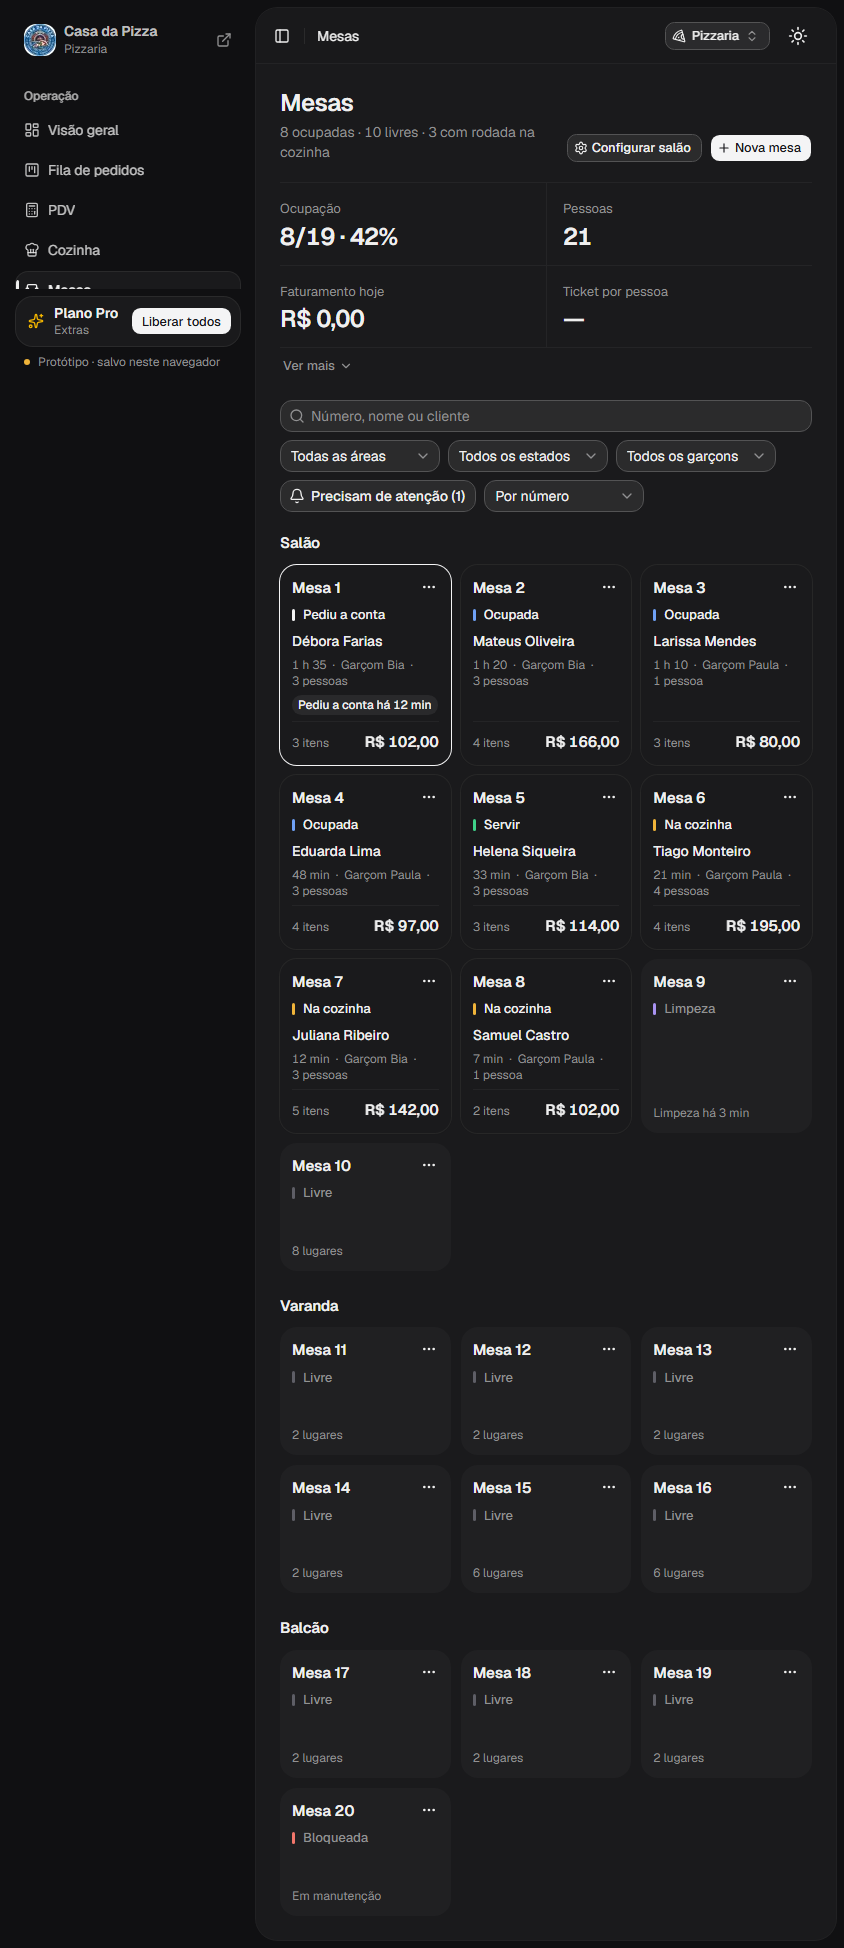 Casa da Pizza
Pizzaria
Operação
Visão geral
Fila de pedidos
PDV
Cozinha
Mesas
Plano Pro
Extras
Liberar todos
Protótipo · salvo neste navegador
Mesas
Pizzaria
Mesas
8 ocupadas · 10 livres · 3 com rodada na
cozinha
Configurar salão
Nova mesa
Ocupação
8/19 · 42%
Pessoas
21
Faturamento hoje
R$ 0,00
Ticket por pessoa
—
Ver mais
Número, nome ou cliente
Todas as áreas
Todos os estados
Todos os garçons
Precisam de atenção (1)
Por número
Salão
Mesa 1
Pediu a conta
Débora Farias
1 h 35 · Garçom Bia ·
3 pessoas
Pediu a conta há 12 min
3 itens
R$ 102,00
Mesa 2
Ocupada
Mateus Oliveira
1 h 20 · Garçom Bia ·
3 pessoas
4 itens
R$ 166,00
Mesa 3
Ocupada
Larissa Mendes
1 h 10 · Garçom Paula ·
1 pessoa
3 itens
R$ 80,00
Mesa 4
Ocupada
Eduarda Lima
48 min · Garçom Paula ·
3 pessoas
4 itens
R$ 97,00
Mesa 5
Servir
Helena Siqueira
33 min · Garçom Bia ·
3 pessoas
3 itens
R$ 114,00
Mesa 6
Na cozinha
Tiago Monteiro
21 min · Garçom Paula ·
4 pessoas
4 itens
R$ 195,00
Mesa 7
Na cozinha
Juliana Ribeiro
12 min · Garçom Bia ·
3 pessoas
5 itens
R$ 142,00
Mesa 8
Na cozinha
Samuel Castro
7 min · Garçom Paula ·
1 pessoa
2 itens
R$ 102,00
Mesa 9
Limpeza
Limpeza há 3 min
Mesa 10
Livre
8 lugares
Varanda
Mesa 11
Livre
2 lugares
Mesa 12
Livre
2 lugares
Mesa 13
Livre
2 lugares
Mesa 14
Livre
2 lugares
Mesa 15
Livre
6 lugares
Mesa 16
Livre
6 lugares
Balcão
Mesa 17
Livre
2 lugares
Mesa 18
Livre
2 lugares
Mesa 19
Livre
2 lugares
Mesa 20
Bloqueada
Em manutenção